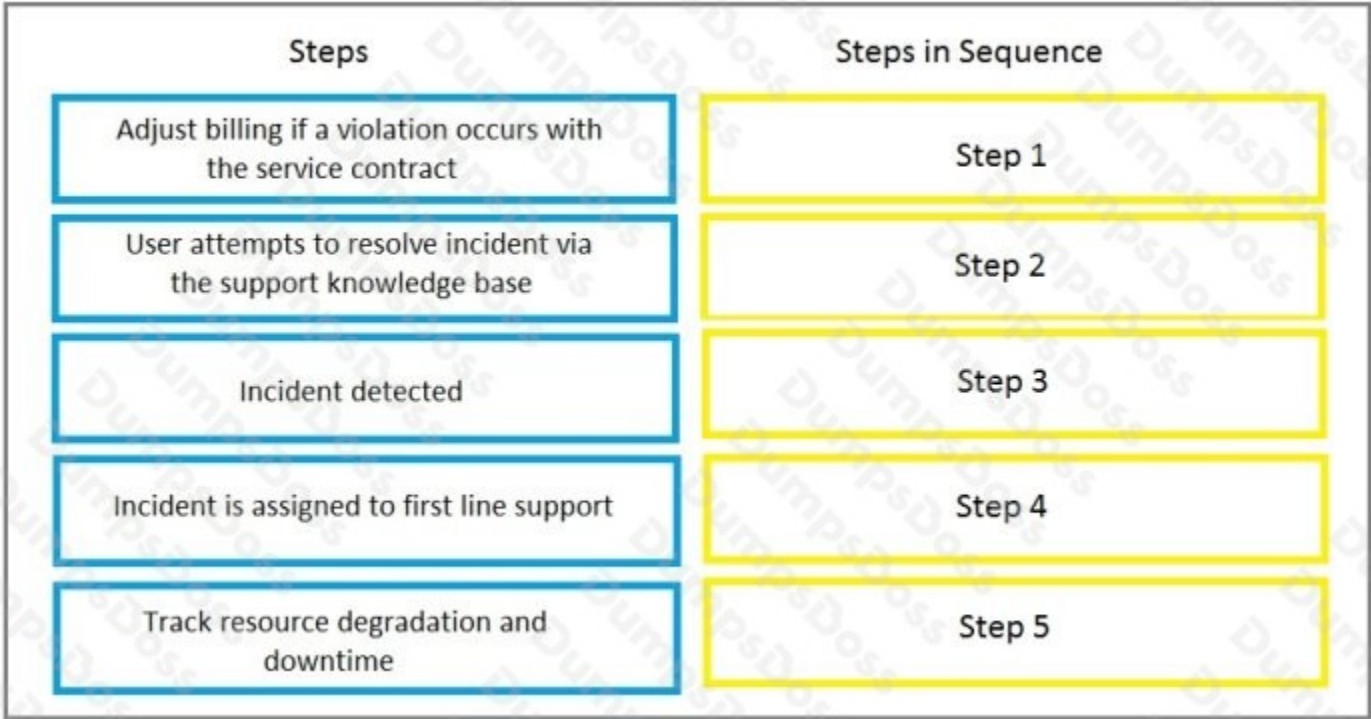 Steps
Steps in Sequence
Adjust billing if a violation occurs with
the service contract
Step 1
User attempts to resolve incident via
the support knowledge base
Step 2
Incident detected
Step 3
Incident is assigned to first line support
Step 4
Track resource degradation and
downtime
Step 5
DumpsDoss